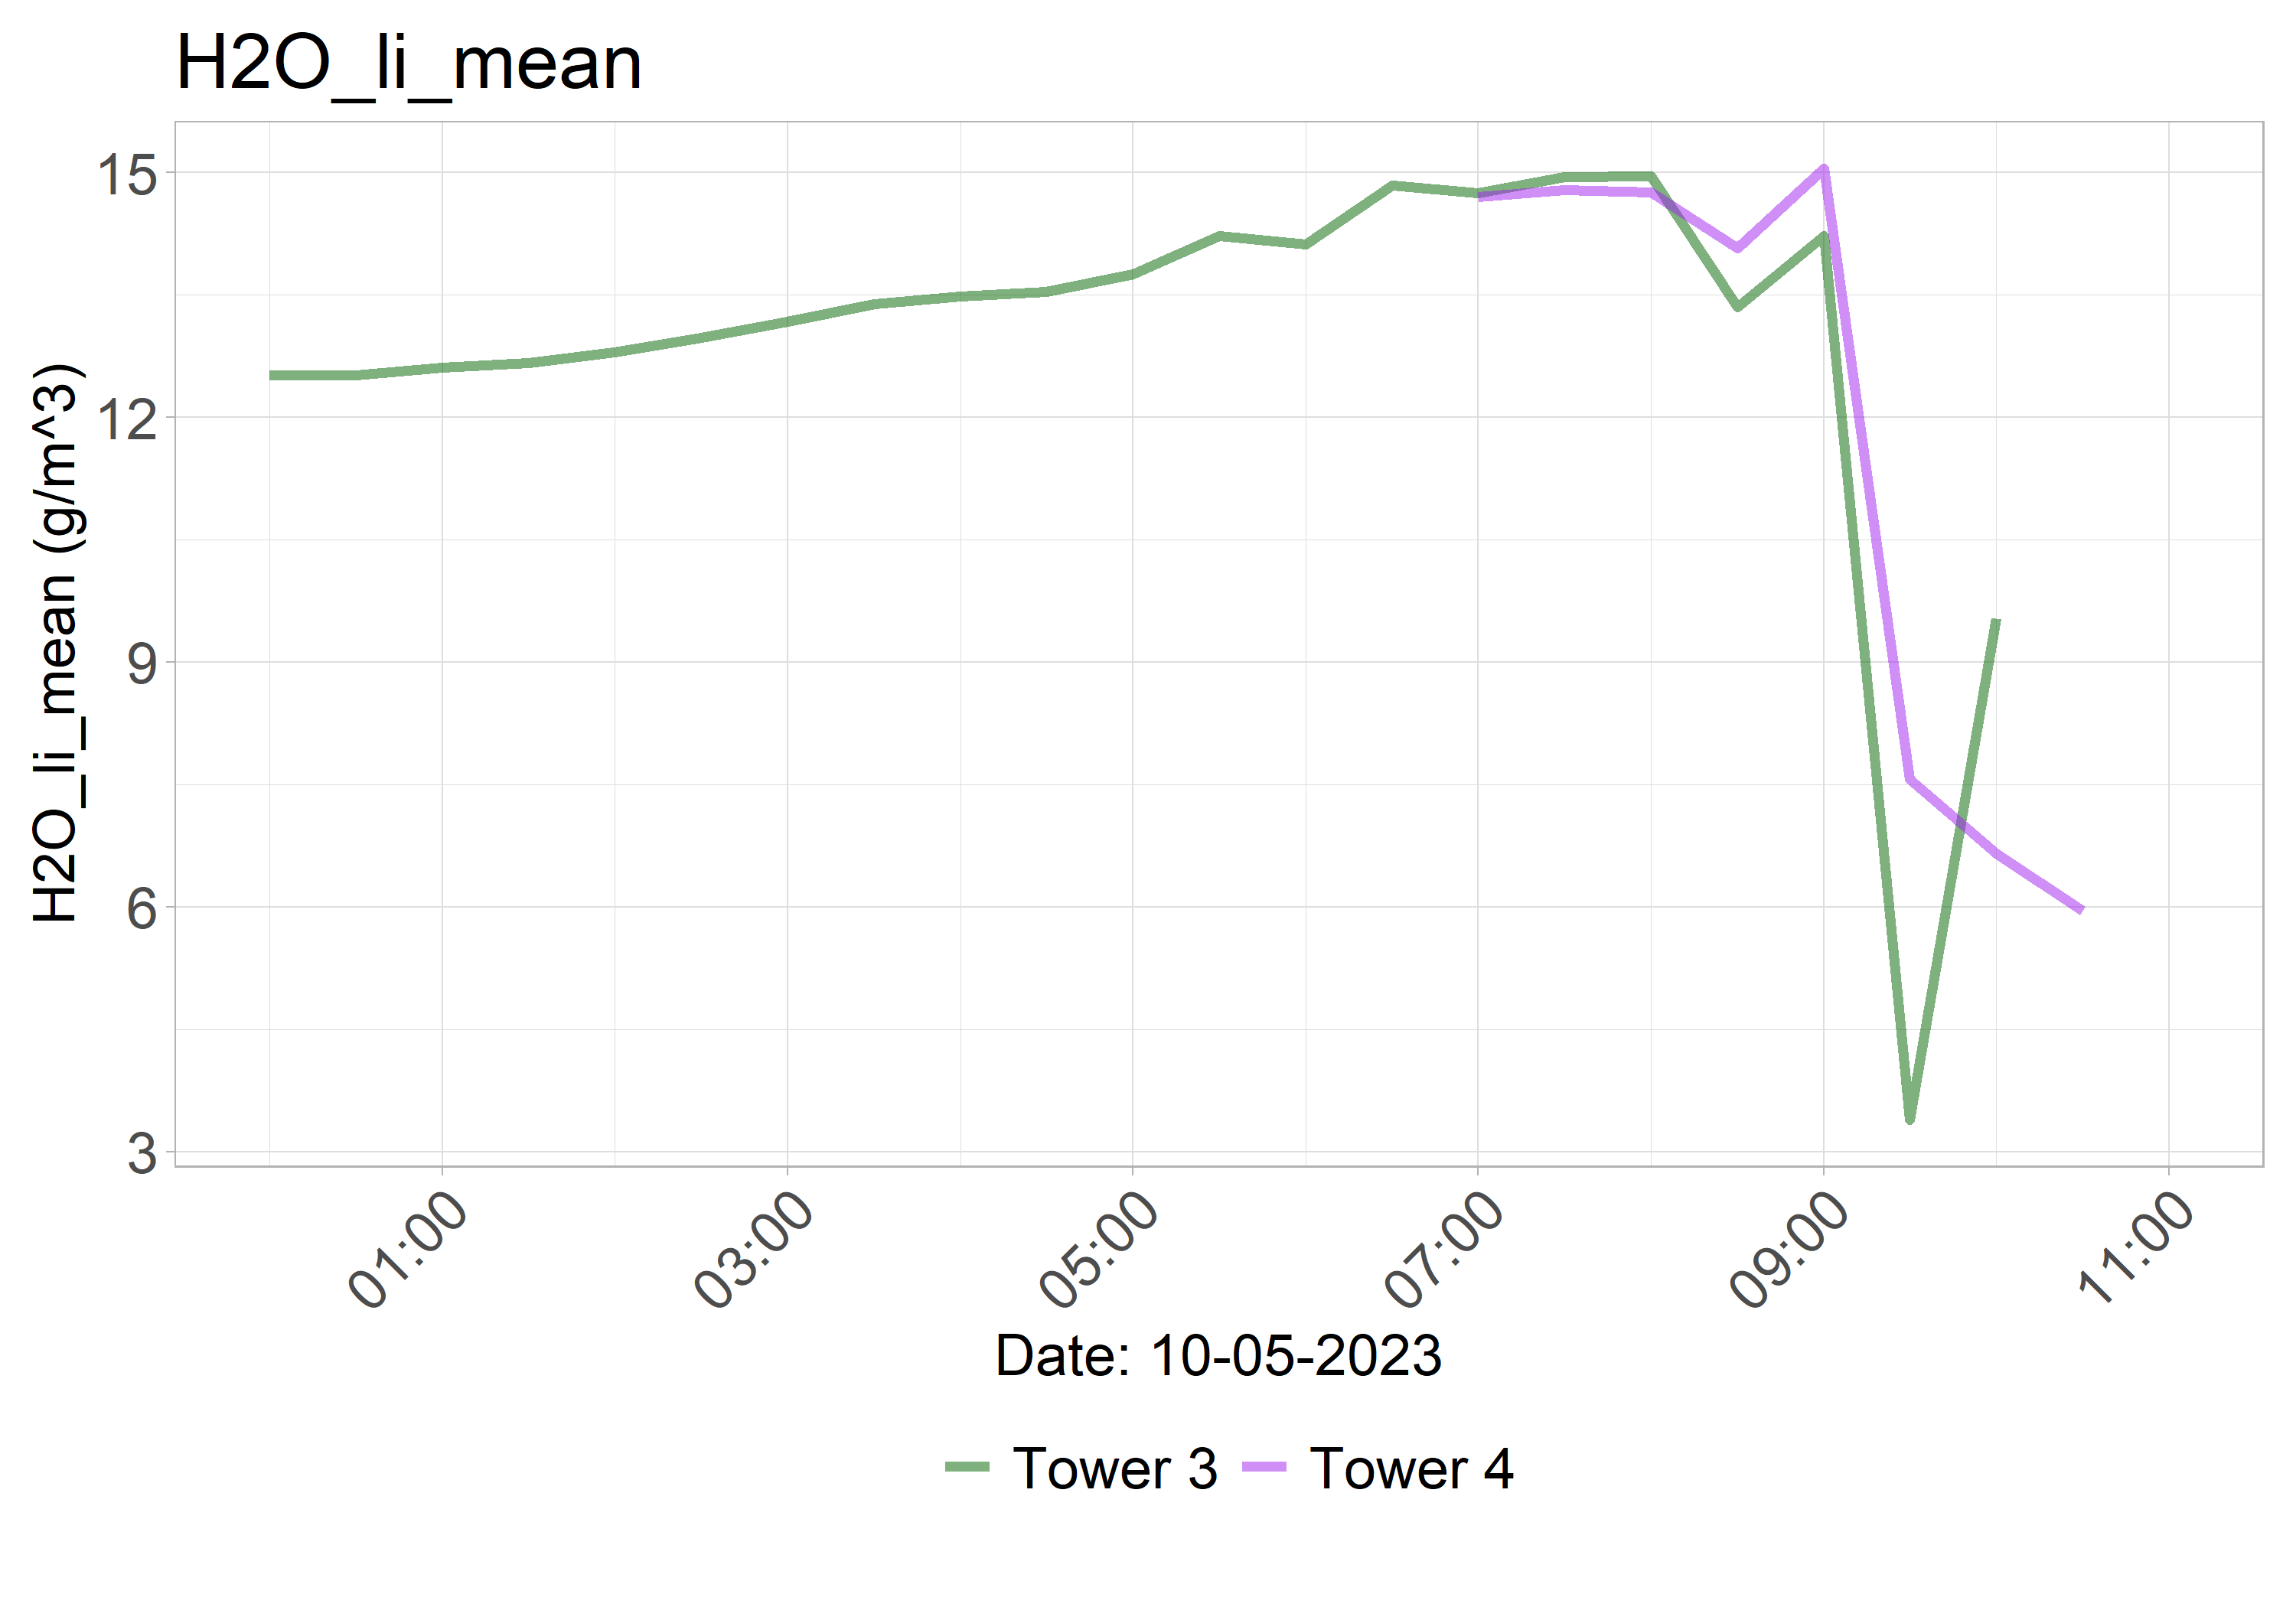 H2O_li_mean
H2O_li_mean (g/m^3)
15
12
9
6
3
01:00 03:00 05:00 07:00 09:00 11:00
Date: 10-05-2023
Tower 3 Tower 4